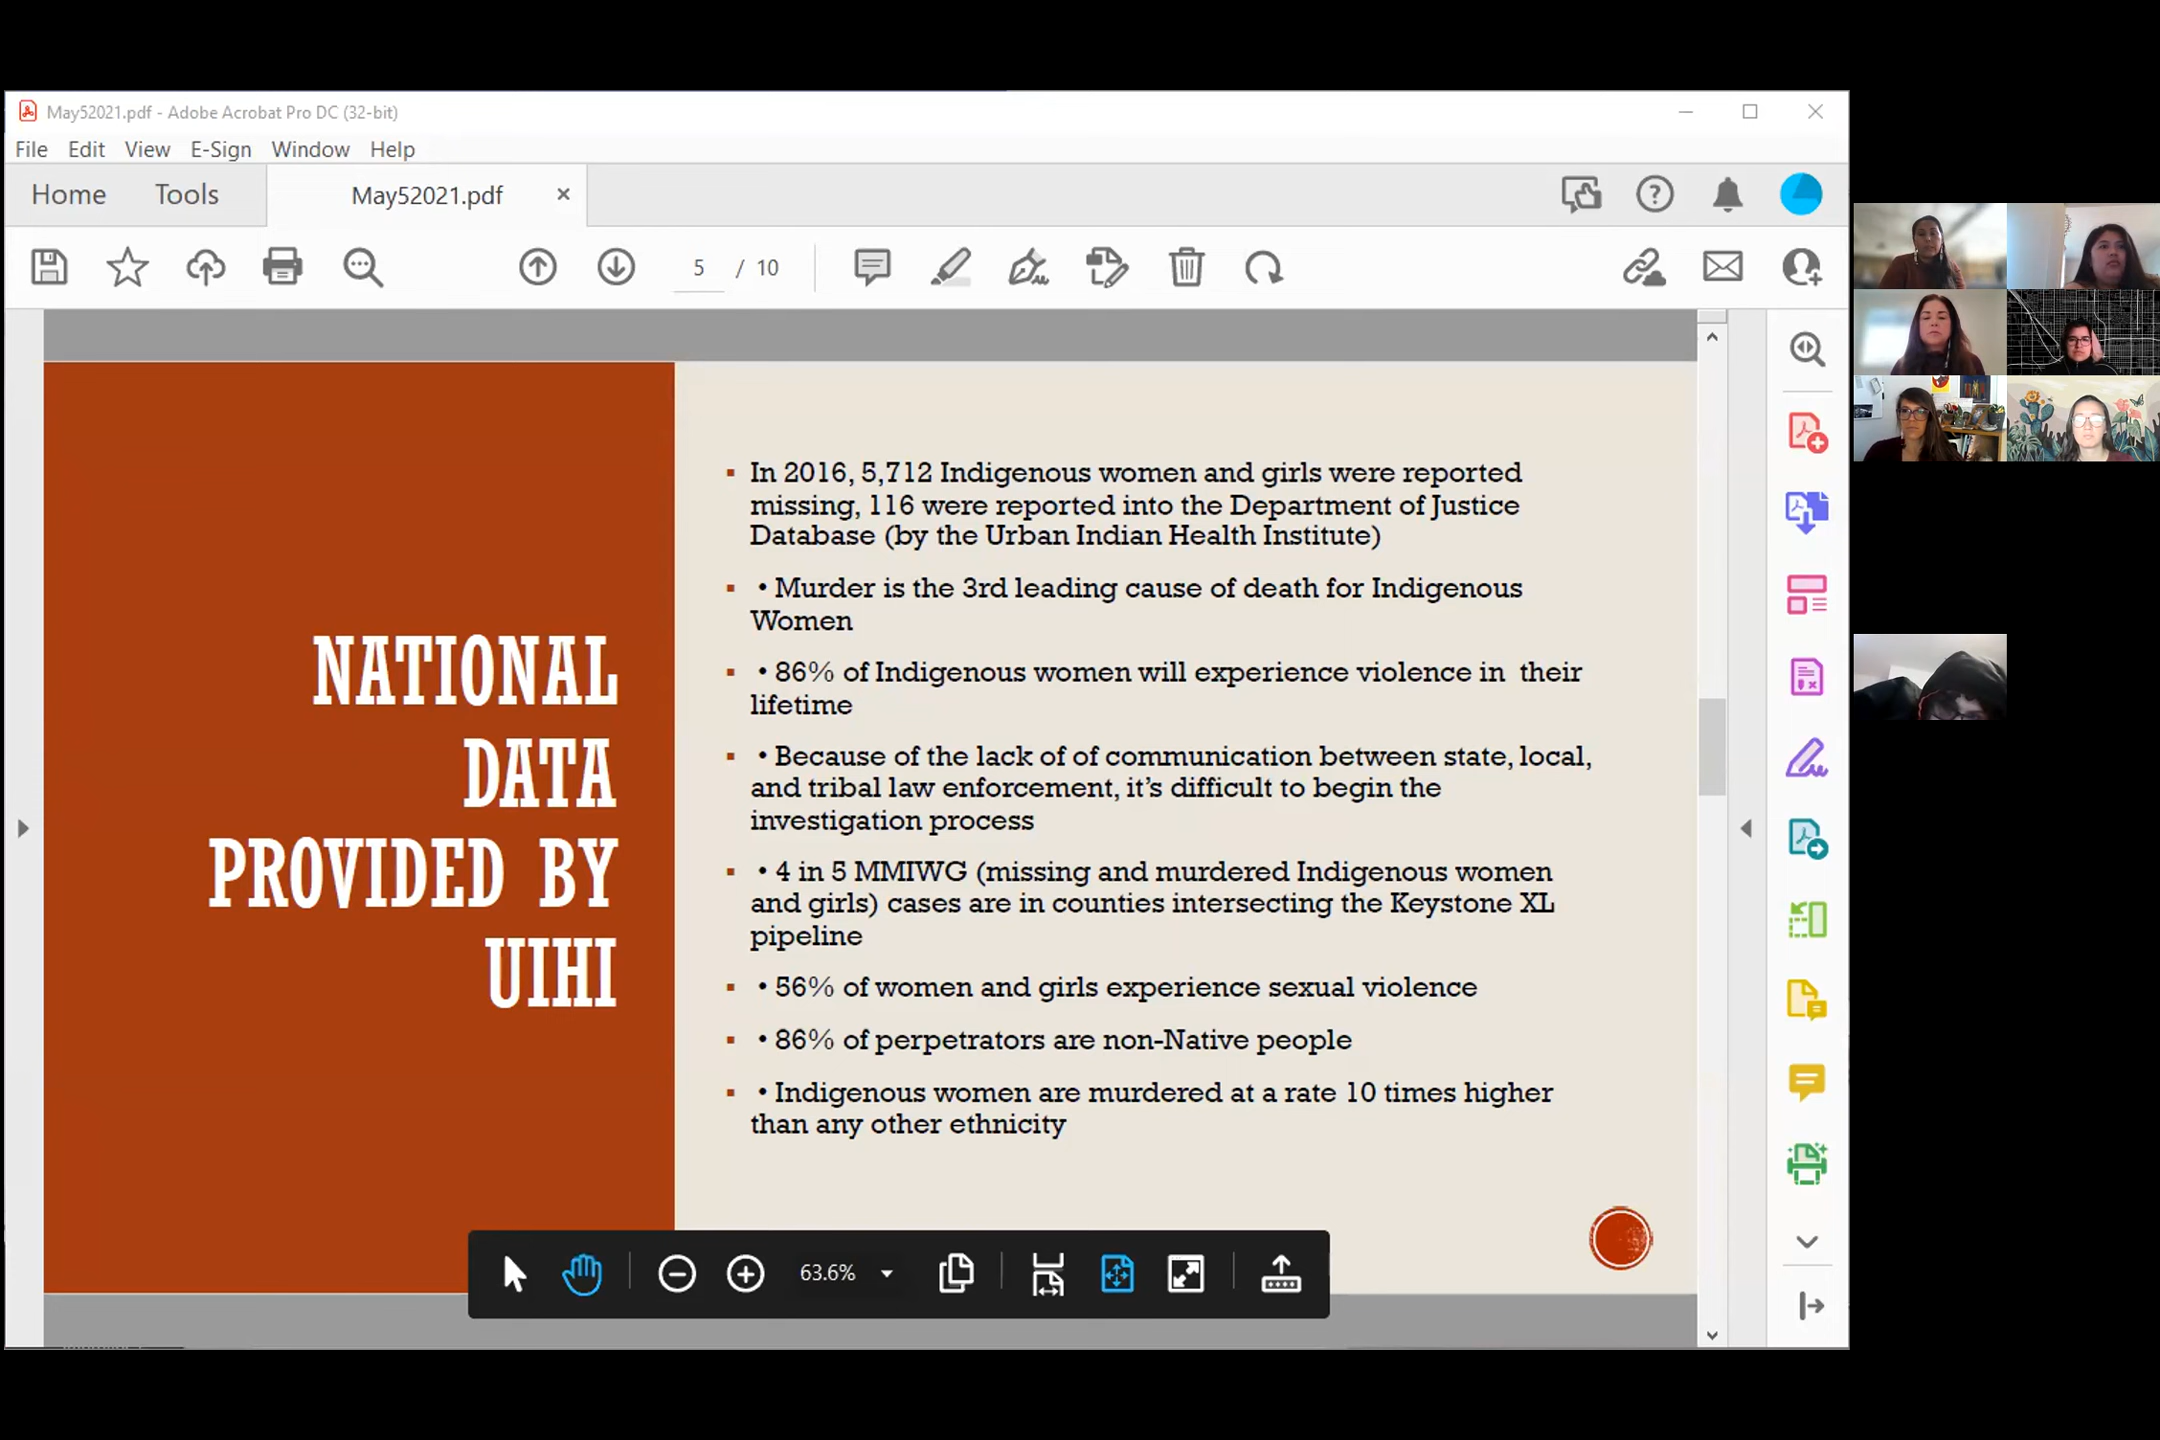 May52021.pdf - Adobe Acrobat Pro DC (32-bit)
File Edit View E-Sign Window Help
Home Tools May52021.pdf
5 / 10
NATIONAL
DATA
PROVIDED BY
UIHI
In 2016, 5,712 Indigenous women and girls were reported
missing, 116 were reported into the Department of Justice
Database (by the Urban Indian Health Institute)
• Murder is the 3rd leading cause of death for Indigenous
Women
• 86% of Indigenous women will experience violence in their
lifetime
• Because of the lack of of communication between state, local,
and tribal law enforcement, it's difficult to begin the
investigation process
• 4 in 5 MMIWG (missing and murdered Indigenous women
and girls) cases are in counties intersecting the Keystone XL
pipeline
• 56% of women and girls experience sexual violence
• 86% of perpetrators are non-Native people
• Indigenous women are murdered at a rate 10 times higher
than any other ethnicity
63.6%